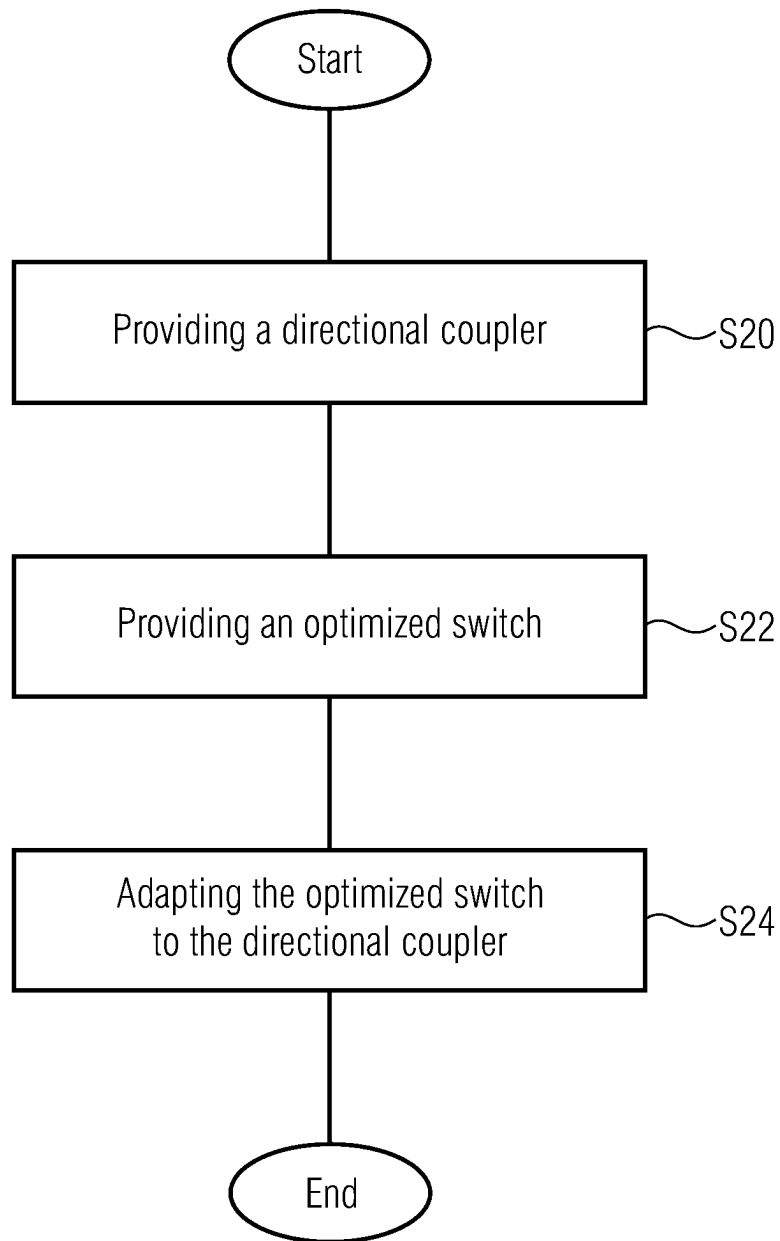 Start
Providing a directional coupler
S20
Providing an optimized switch
S22
Adapting the optimized switch
to the directional coupler
S24
End